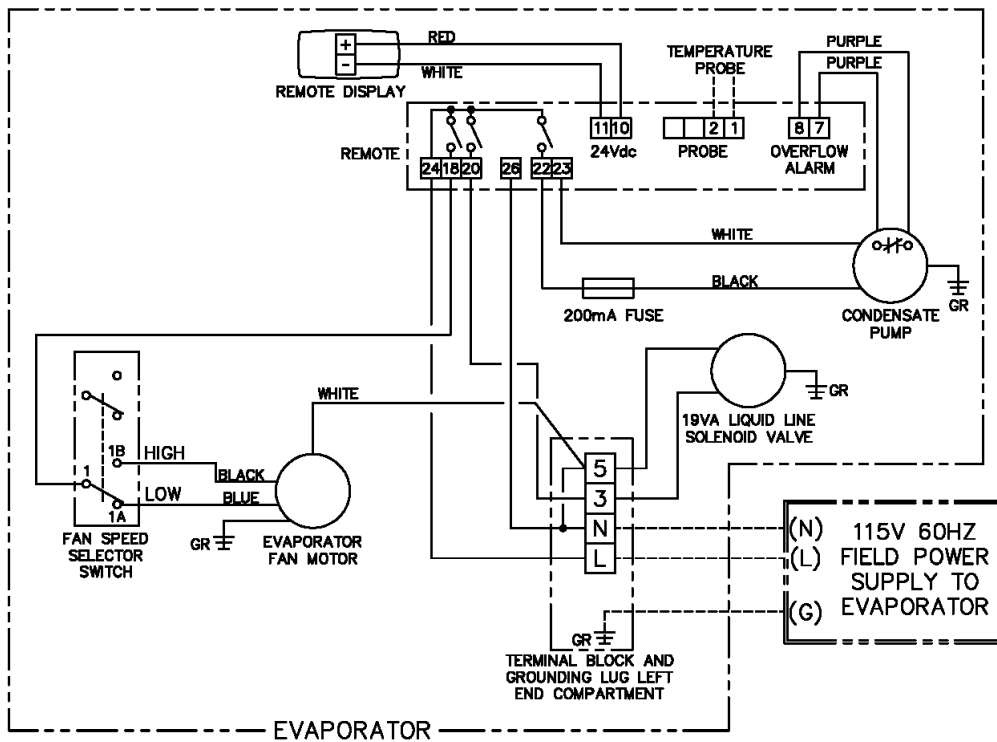 RED
WHITE
+
-
REMOTE DISPLAY
TEMPERATURE
PROBE
PURPLE
PURPLE
REMOTE
11 10
24Vdc
2 1
PROBE
8 7
OVERFLOW
ALARM
24 18 20 26 22 23
WHITE
BLACK
200mA FUSE
CONDENSATE
PUMP
GR
WHITE
19VA LIQUID LINE
SOLENOID VALVE
GR
1B HIGH
BLACK
1
LOW
BLUE
1A
FAN SPEED
SELECTOR
SWITCH
GR
EVAPORATOR
FAN MOTOR
5
3
N
L
GR
TERMINAL BLOCK AND
GROUNDING LUG LEFT
END COMPARTMENT
(N) 115V 60HZ
(L) FIELD POWER
SUPPLY TO
(G) EVAPORATOR
EVAPORATOR